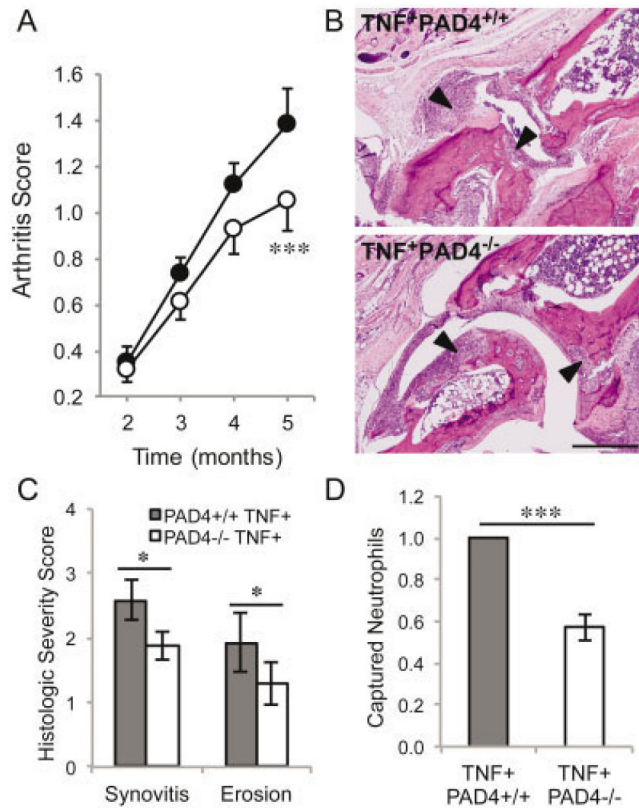 A
Arthritis Score
1.6
1.4
1.2
1.0
0.8
0.6
0.4
0.2
***
2 3 4 5
Time (months)
B
TNF⁺PAD4⁺/⁺
TNF⁺PAD4⁻/⁻
C
Histologic Severity Score
4
3
2
1
0
PAD4+/+ TNF+
PAD4-/- TNF+
*
*
Synovitis Erosion
D
Captured Neutrophils
1.2
1.0
0.8
0.6
0.4
0.2
0.0
***
TNF+ TNF+
PAD4+/+ PAD4-/-